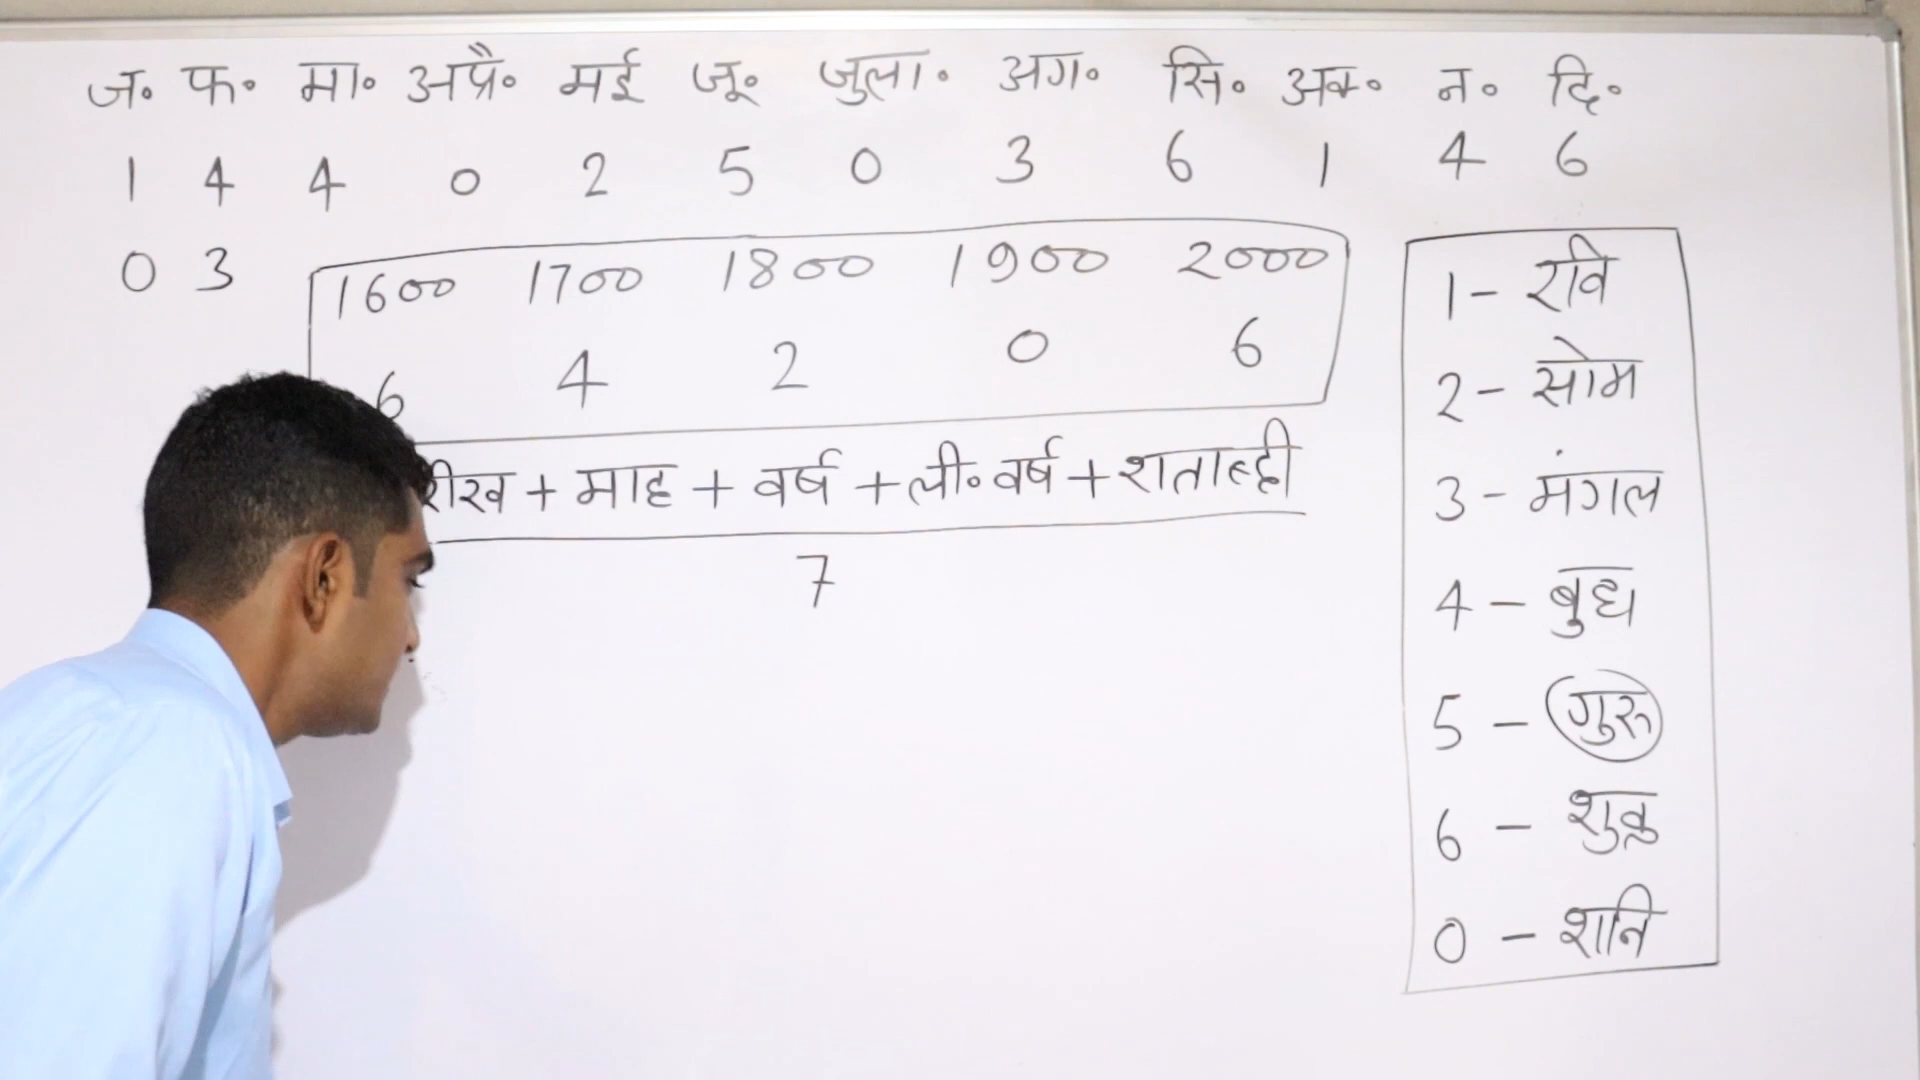 ज॰ फ॰ मा॰ अप्रै॰ मई जू॰ जुला॰ अग॰ सि॰ अक॰ न॰ दि॰
1 4 4 0 2 5 0 3 6 1 4 6
0 3
1600 1700 1800 1900 2000
6 4 2 0 6
रीख + माह + वर्ष + ली॰ वर्ष + शताब्दी
7
1 - रवि
2 - सोम
3 - मंगल
4 - बुध
5 - गुरु
6 - शुक्र
0 - शनि